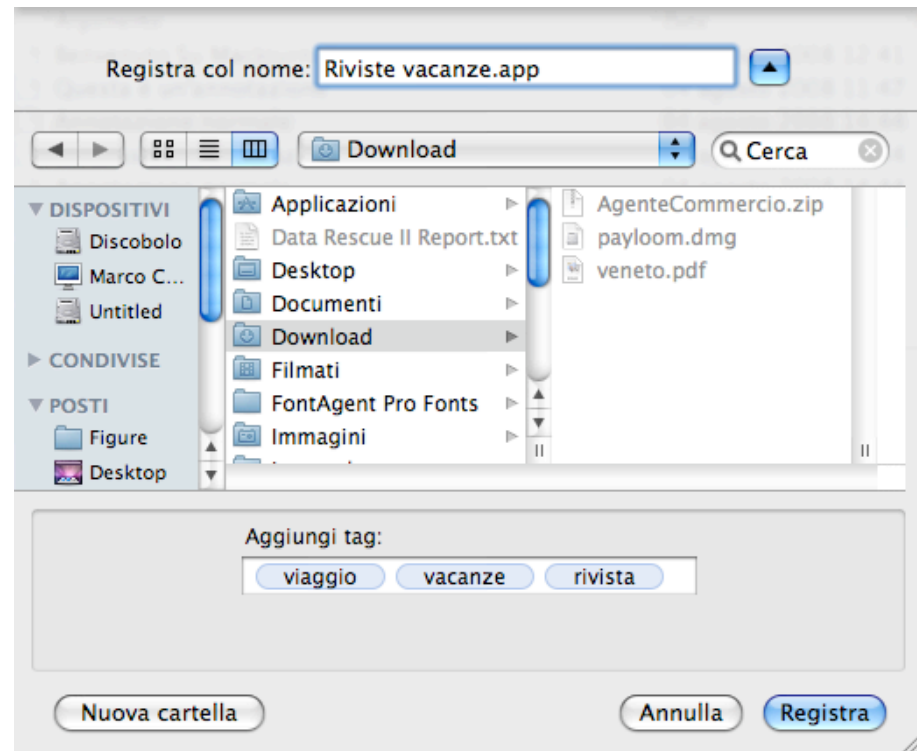 Registra col nome: Riviste vacanze.app
Download
Cerca
DISPOSITIVI
Discobolo
Marco C...
Untitled
CONDIVISE
POSTI
Figure
Desktop
Applicazioni
Data Rescue II Report.txt
Desktop
Documenti
Download
Filmati
FontAgent Pro Fonts
Immagini
AgenteCommercio.zip
payloom.dmg
veneto.pdf
Aggiungi tag:
viaggio vacanze rivista
Nuova cartella Annulla Registra